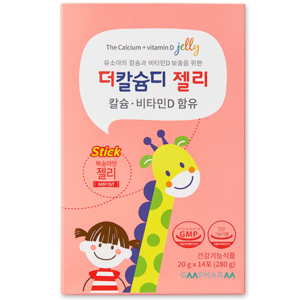 The Calcium + vitamin D jelly
유소아의 칼슘과 비타민D 보충을 위한
더칼슘디 젤리
칼슘 · 비타민D 함유
Stick
복숭아맛
젤리
GMP
건강기능식품
20 g x 14포 (280 g)